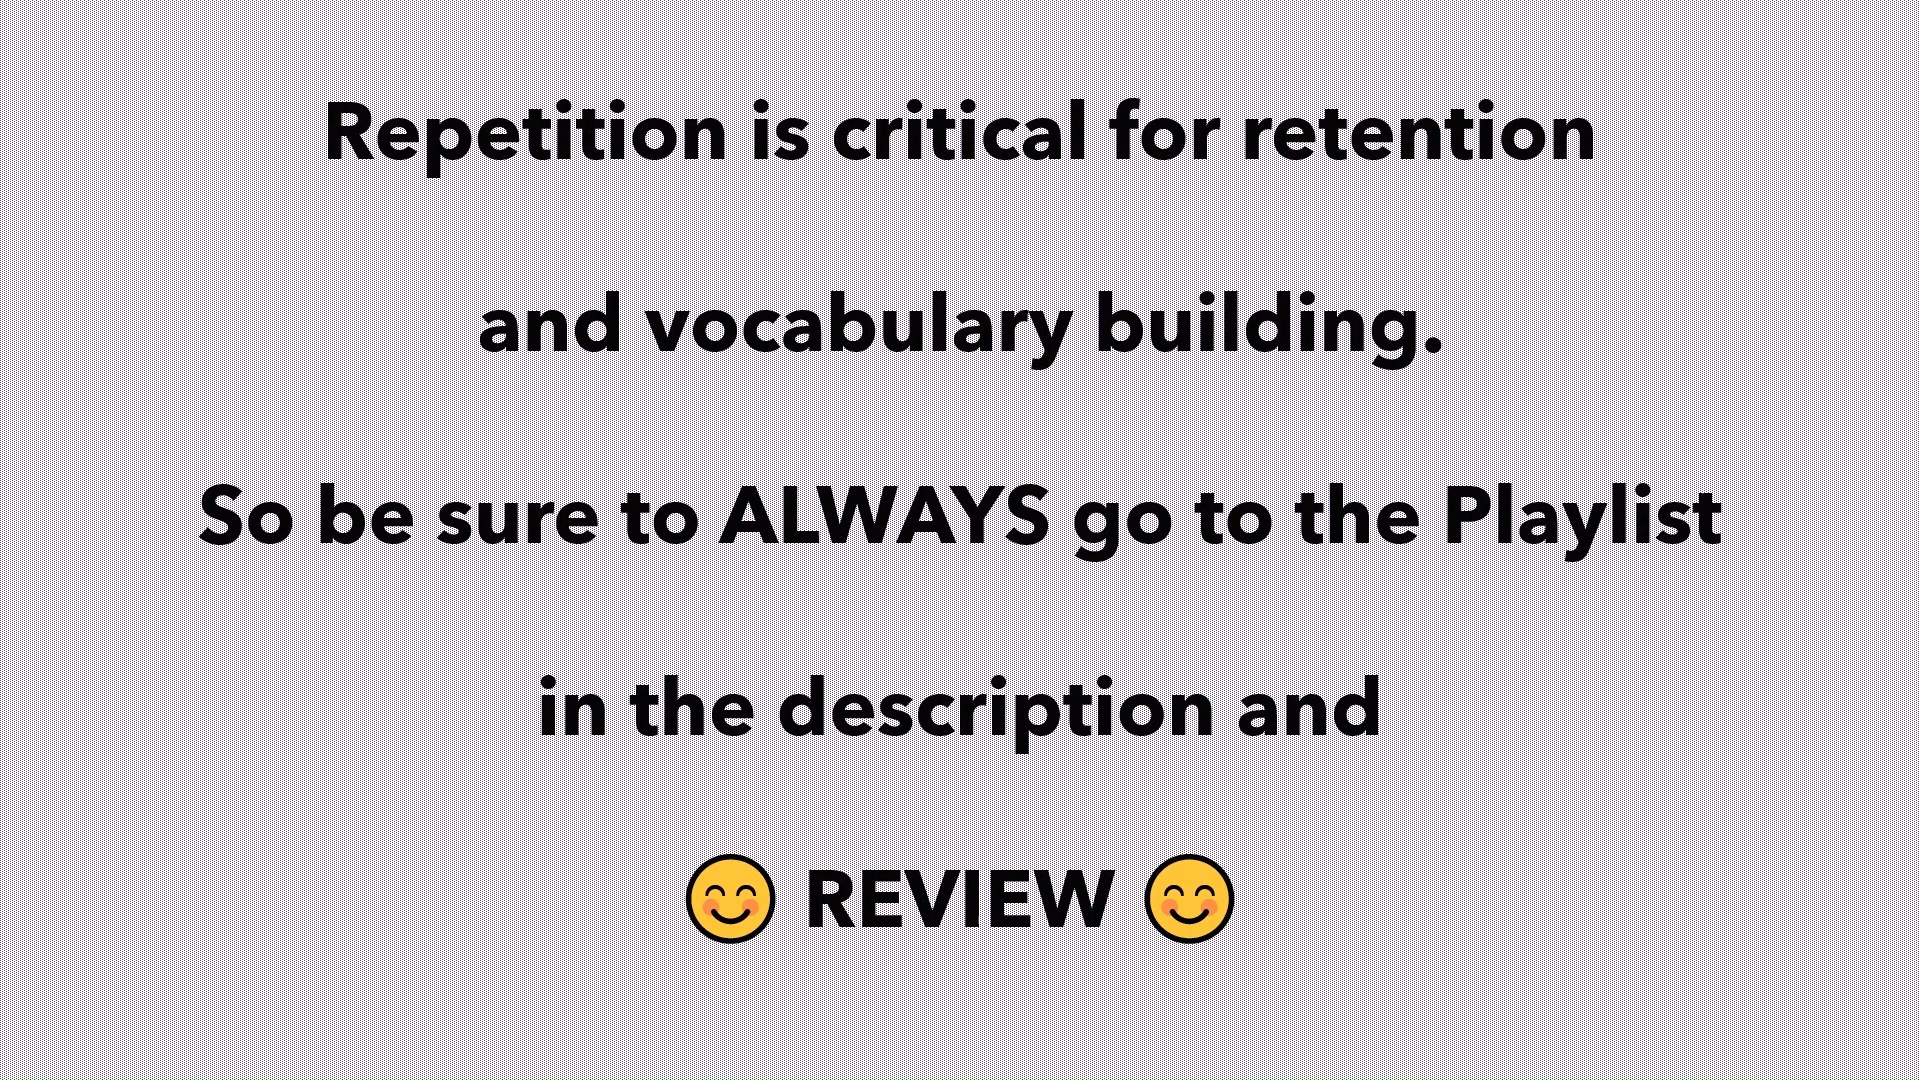 Repetition is critical for retention
and vocabulary building.
So be sure to ALWAYS go to the Playlist
in the description and
😊 REVIEW 😊